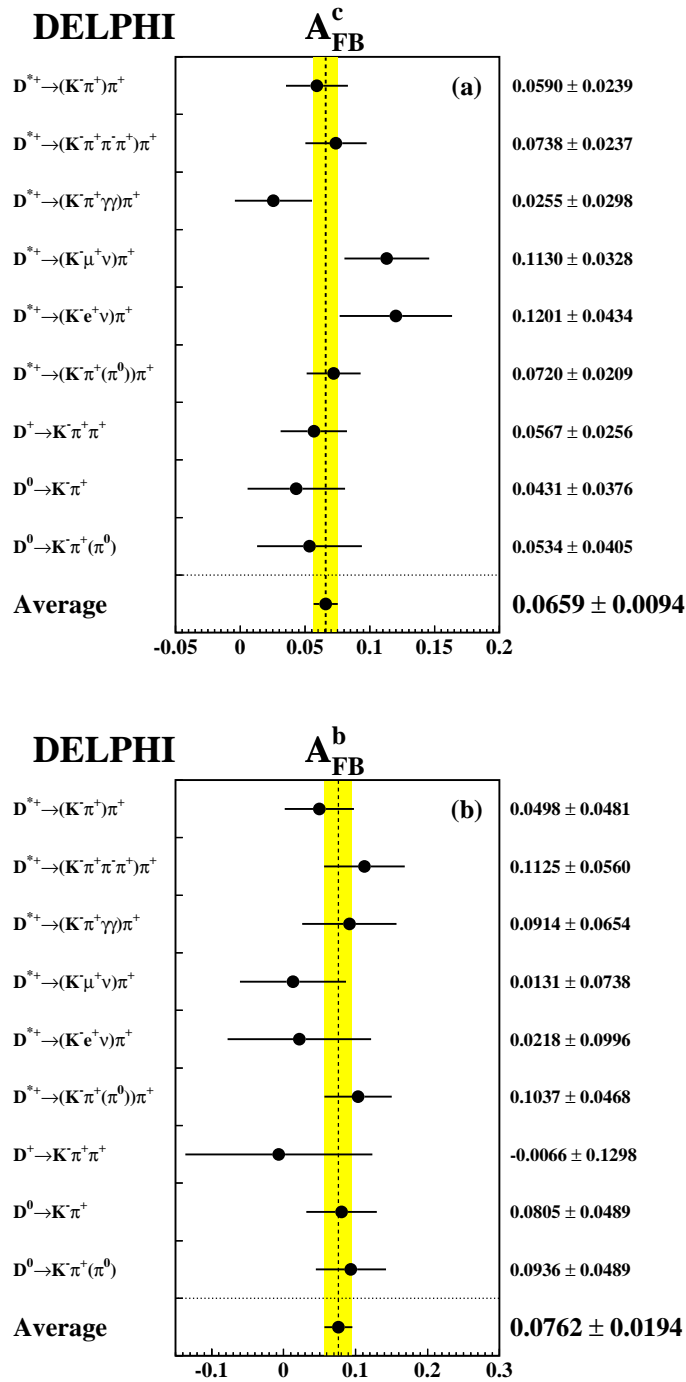 DELPHI A^c_FB
D*+→(K-π+)π+ (a) 0.0590 ± 0.0239
D*+→(K-π+π-π+)π+ 0.0738 ± 0.0237
D*+→(K-π+γγ)π+ 0.0255 ± 0.0298
D*+→(K-μ+ν)π+ 0.1130 ± 0.0328
D*+→(K-e+ν)π+ 0.1201 ± 0.0434
D*+→(K-π+(π0))π+ 0.0720 ± 0.0209
D+→K-π+π+ 0.0567 ± 0.0256
D0→K-π+ 0.0431 ± 0.0376
D0→K-π+(π0) 0.0534 ± 0.0405
Average 0.0659 ± 0.0094
-0.05 0 0.05 0.1 0.15 0.2
DELPHI A^b_FB
D*+→(K-π+)π+ (b) 0.0498 ± 0.0481
D*+→(K-π+π-π+)π+ 0.1125 ± 0.0560
D*+→(K-π+γγ)π+ 0.0914 ± 0.0654
D*+→(K-μ+ν)π+ 0.0131 ± 0.0738
D*+→(K-e+ν)π+ 0.0218 ± 0.0996
D*+→(K-π+(π0))π+ 0.1037 ± 0.0468
D+→K-π+π+ -0.0066 ± 0.1298
D0→K-π+ 0.0805 ± 0.0489
D0→K-π+(π0) 0.0936 ± 0.0489
Average 0.0762 ± 0.0194
-0.1 0 0.1 0.2 0.3